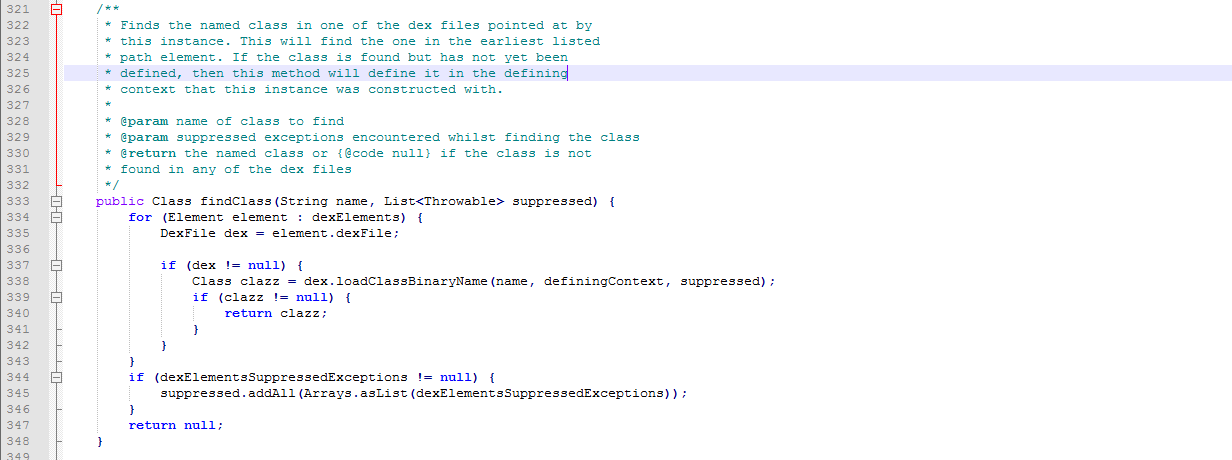 321 /**
322 * Finds the named class in one of the dex files pointed at by
323 * this instance. This will find the one in the earliest listed
324 * path element. If the class is found but has not yet been
325 * defined, then this method will define it in the defining
326 * context that this instance was constructed with.
327 *
328 * @param name of class to find
329 * @param suppressed exceptions encountered whilst finding the class
330 * @return the named class or {@code null} if the class is not
331 * found in any of the dex files
332 */
333 public Class findClass(String name, List<Throwable> suppressed) {
334 for (Element element : dexElements) {
335 DexFile dex = element.dexFile;
336
337 if (dex != null) {
338 Class clazz = dex.loadClassBinaryName(name, definingContext, suppressed);
339 if (clazz != null) {
340 return clazz;
341 }
342 }
343 }
344 if (dexElementsSuppressedExceptions != null) {
345 suppressed.addAll(Arrays.asList(dexElementsSuppressedExceptions));
346 }
347 return null;
348 }
349